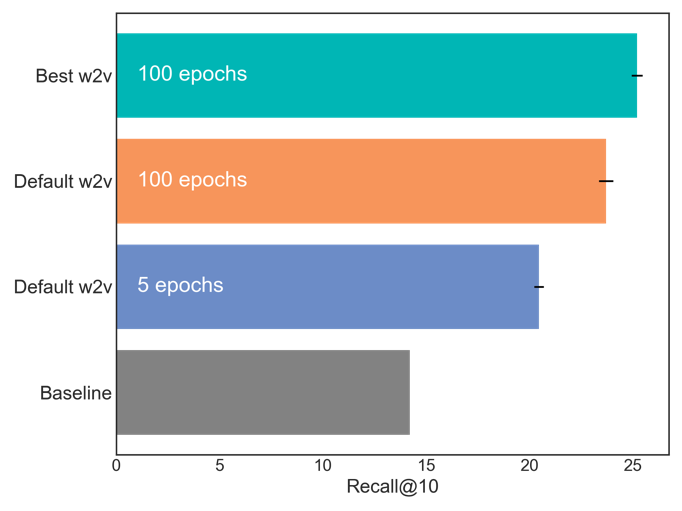 Best w2v
100 epochs
Default w2v
100 epochs
Default w2v
5 epochs
Baseline
0 5 10 15 20 25
Recall@10